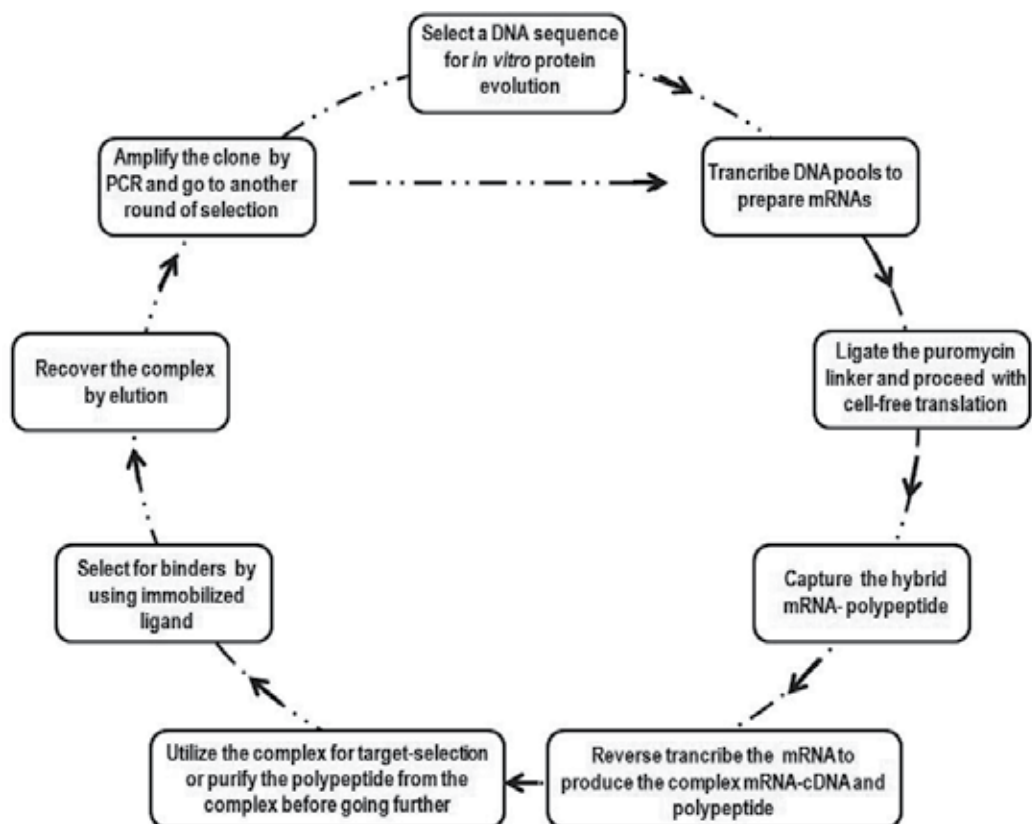 Select a DNA sequence
for in vitro protein
evolution
Amplify the clone by
PCR and go to another
round of selection
Trancribe DNA pools to
prepare mRNAs
Recover the complex
by elution
Ligate the puromycin
linker and proceed with
cell-free translation
Select for binders by
using immobilized
ligand
Capture the hybrid
mRNA- polypeptide
Utilize the complex for target-selection
or purify the polypeptide from the
complex before going further
Reverse trancribe the mRNA to
produce the complex mRNA-cDNA and
polypeptide